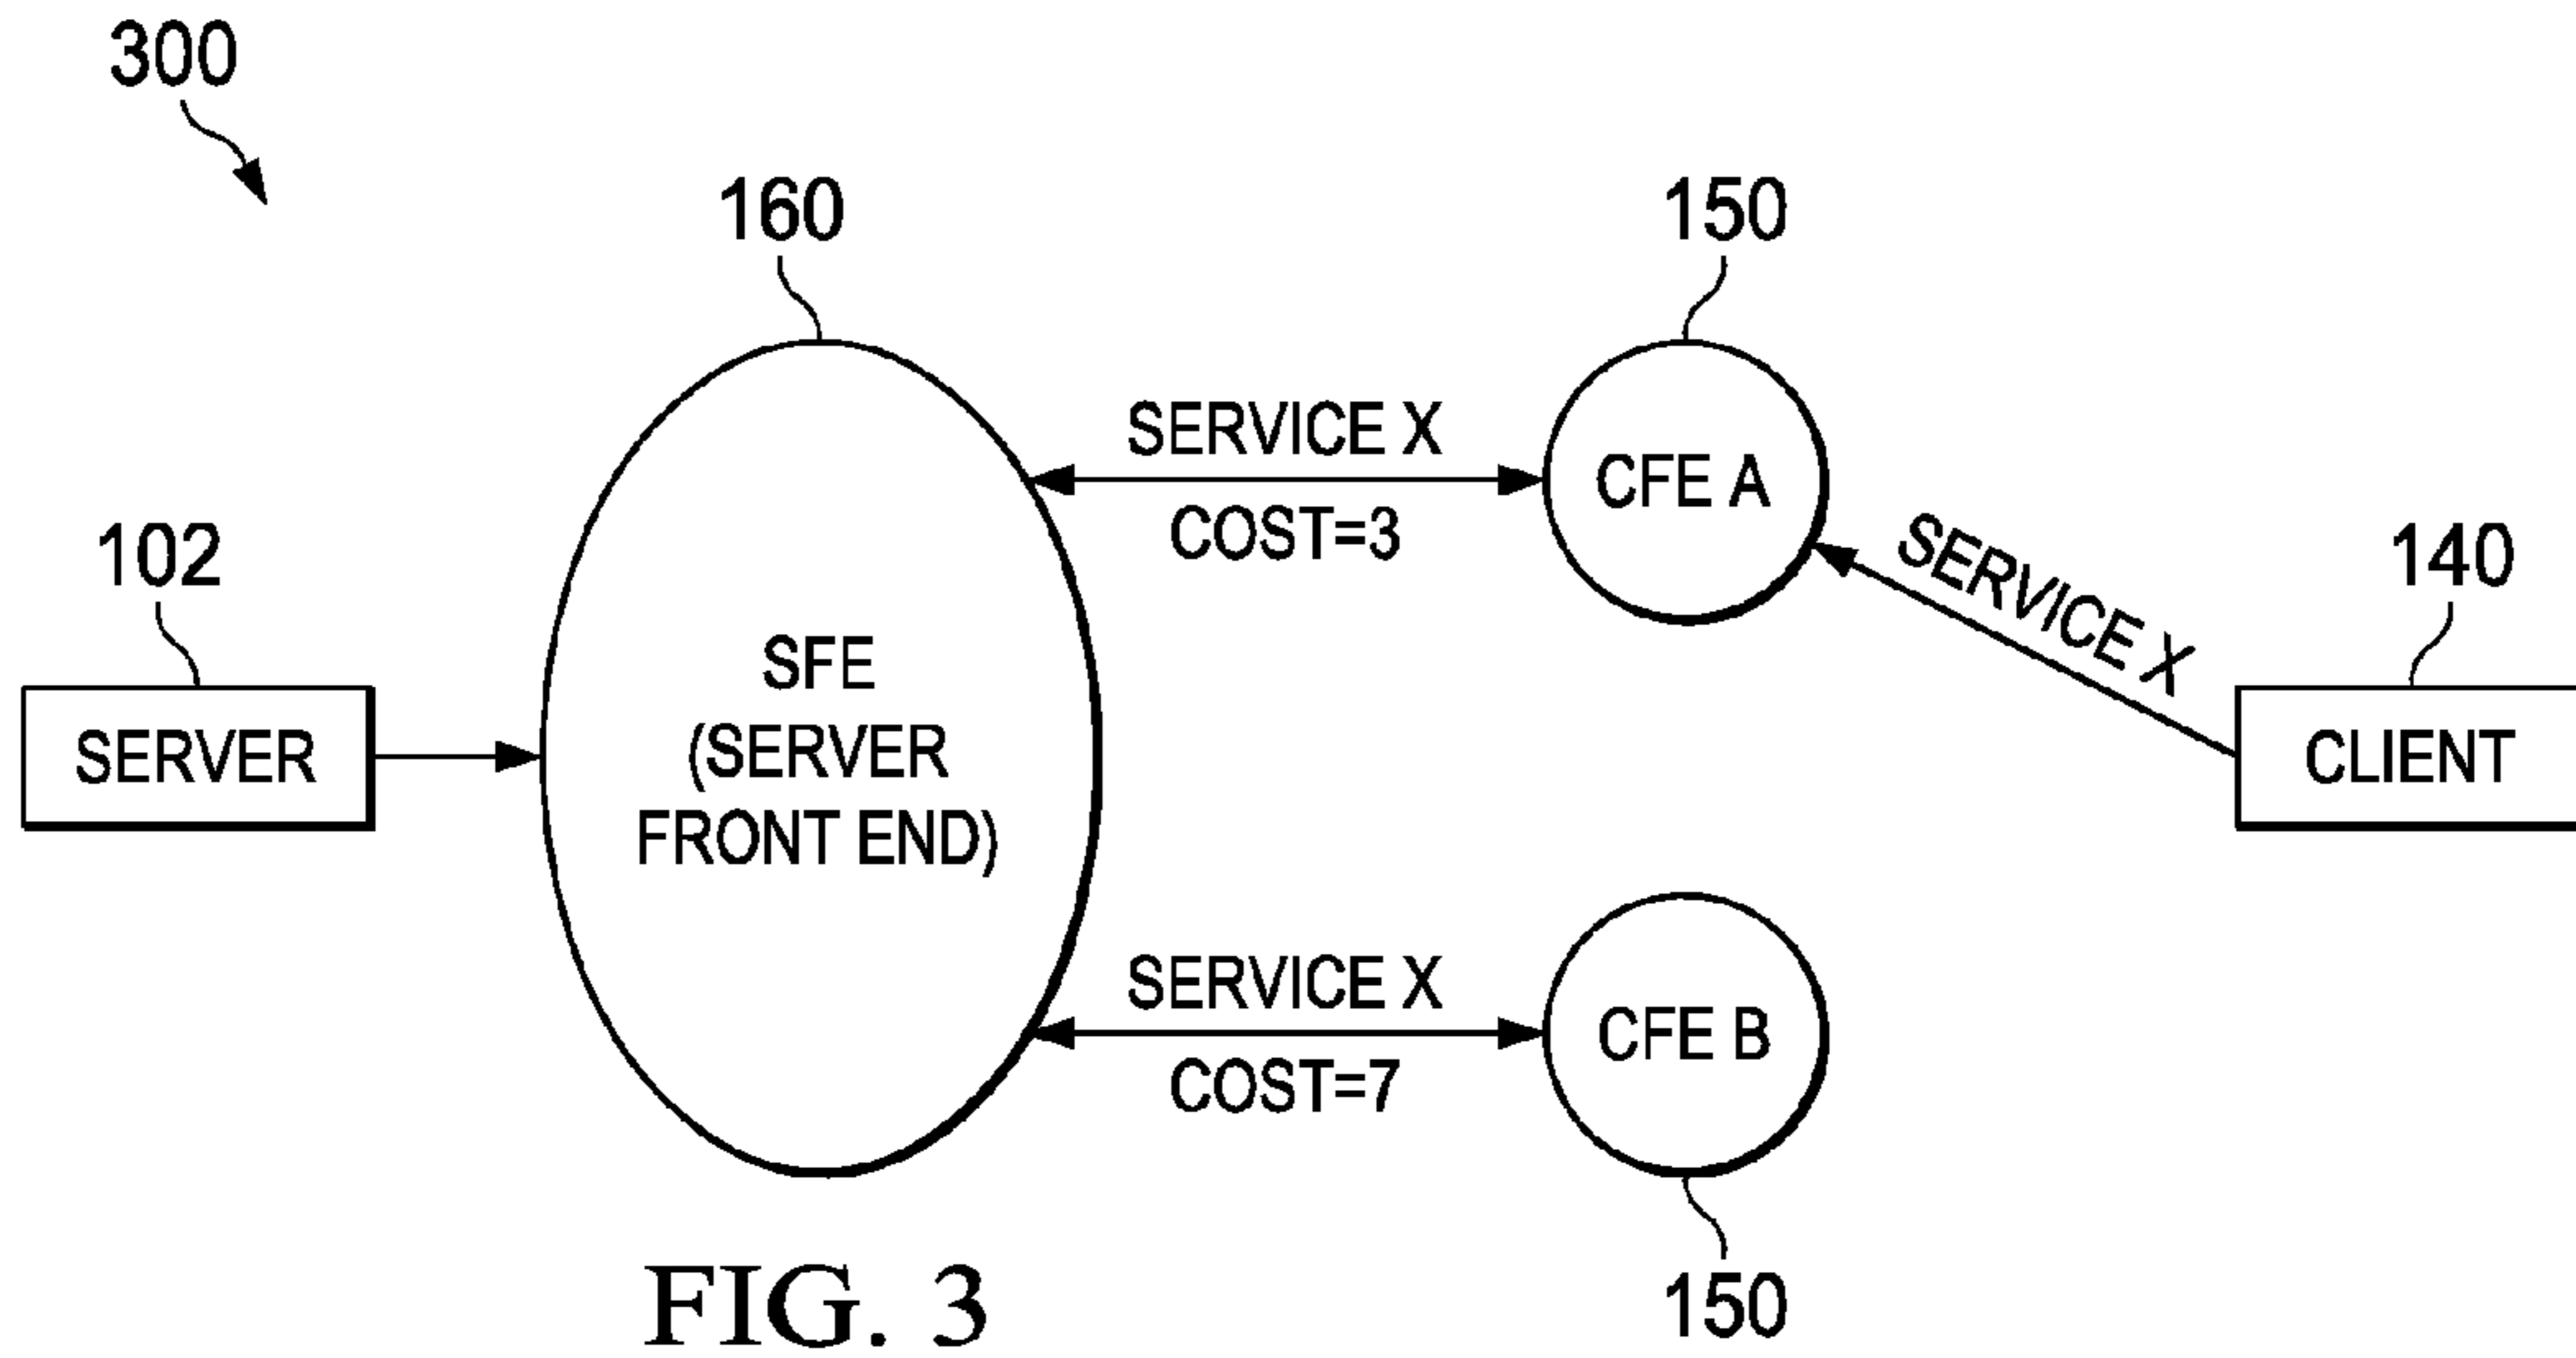 300
160
150
SERVICE X
CFE A
COST=3
SERVICE X
102
140
SERVER
SFE
(SERVER
FRONT END)
CLIENT
SERVICE X
CFE B
COST=7
150
FIG. 3